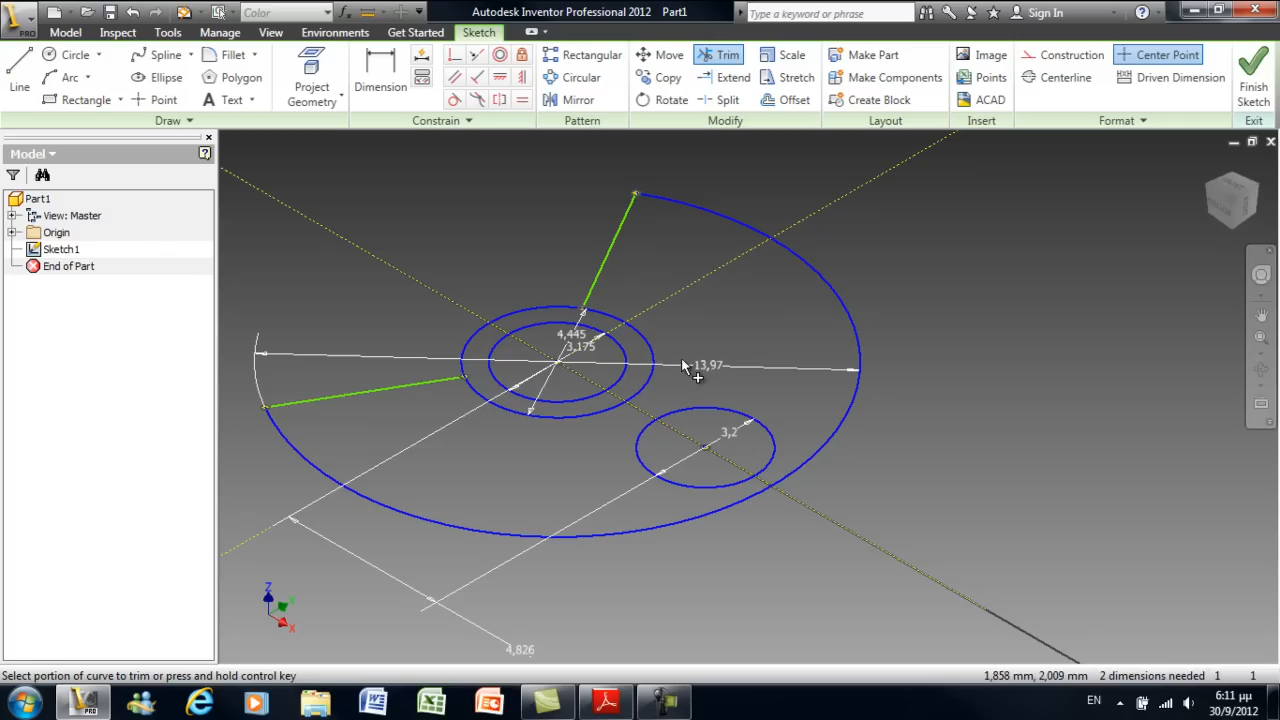 Color
Autodesk Inventor Professional 2012 Part1
Type a keyword or phrase
Sign In
PRO
Model Inspect Tools Manage View Environments Get Started Sketch
Line
Circle
Arc
Rectangle
Spline
Ellipse
Point
Fillet
Polygon
Text
Project Geometry
Dimension
Rectangular
Circular
Mirror
Move
Copy
Rotate
Trim
Extend
Split
Scale
Stretch
Offset
Make Part
Make Components
Create Block
Image
Points
ACAD
Construction
Centerline
Center Point
Driven Dimension
Finish Sketch
Draw Constrain Pattern Modify Layout Insert Format Exit
Model
Part1
View: Master
Origin
Sketch1
End of Part
4,445
3,175
13,97
3,2
4,826
Z
Y
X
Select portion of curve to trim or press and hold control key
1,858 mm, 2,009 mm 2 dimensions needed 1 1
PRO
EN
6:11 μμ
30/9/2012